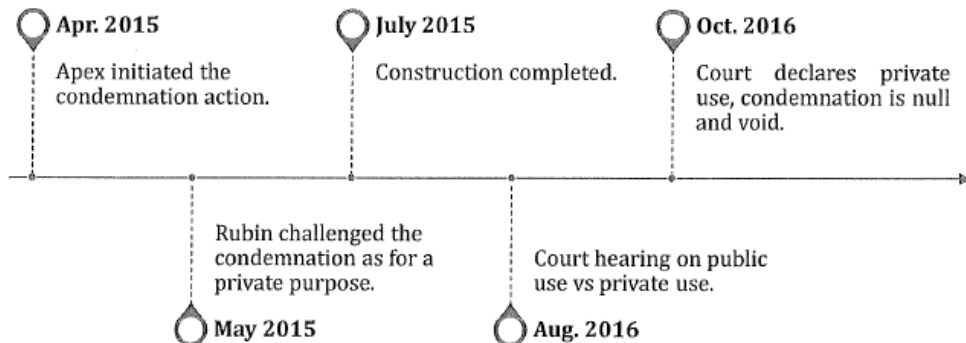 Apr. 2015
Apex initiated the
condemnation action.
July 2015
Construction completed.
Oct. 2016
Court declares private
use, condemnation is null
and void.
Rubin challenged the
condemnation as for a
private purpose.
May 2015
Court hearing on public
use vs private use.
Aug. 2016